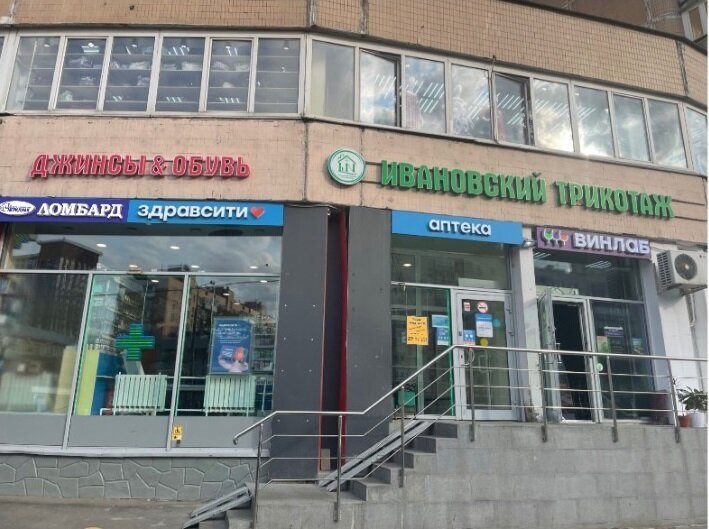 ДЖИНСЫ & ОБУВЬ
ИВАНОВСКИЙ ТРИКОТАЖ
ЛОМБАРД
ЗДРАВСИТИ
аптека
ВИНЛАБ